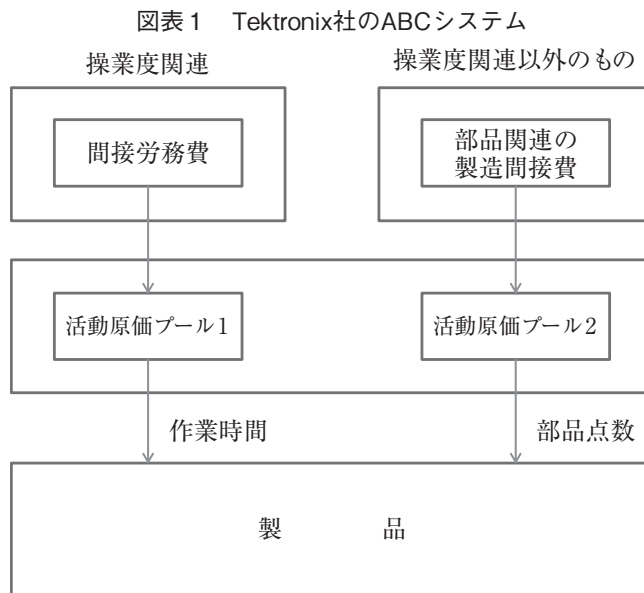 図表1 Tektronix社のABCシステム
操業度関連
操業度関連以外のもの
間接労務費
部品関連の
製造間接費
活動原価プール1
活動原価プール2
作業時間
部品点数
製 品